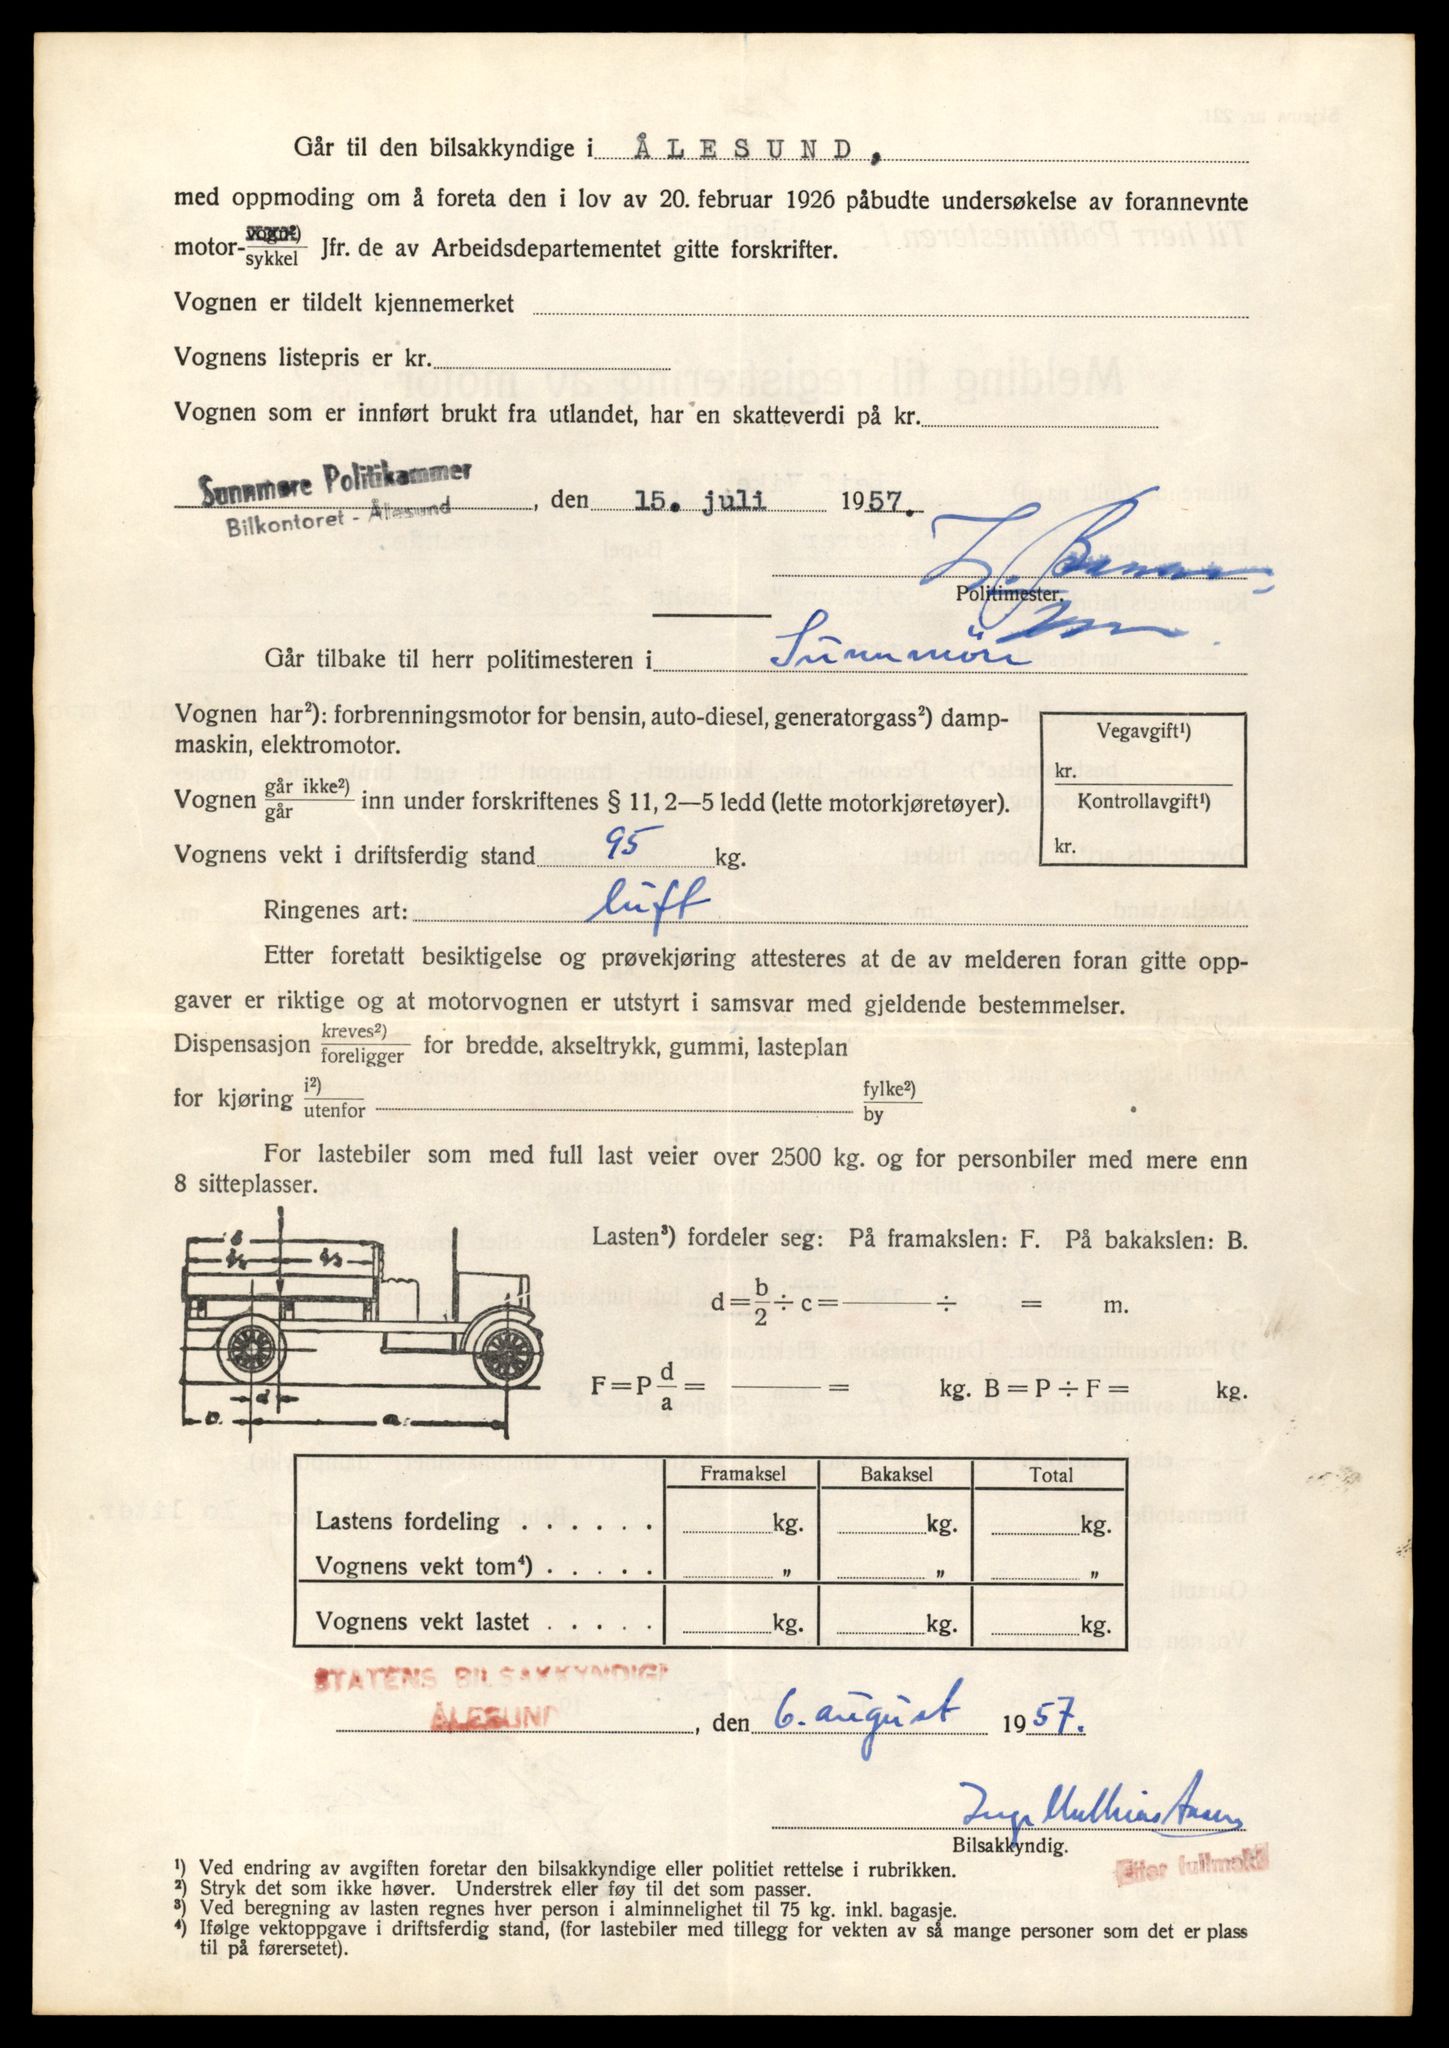 Går til den bilsakkyndige i ÅLESUND,
med oppmoding om å foreta den i lov av 20. februar 1926 påbudte undersøkelse av forannevnte
motor-vogn²)/sykkel Jfr. de av Arbeidsdepartementet gitte forskrifter.
Vognen er tildelt kjennemerket
Vognens listepris er kr.
Vognen som er innført brukt fra utlandet, har en skatteverdi på kr.
Sunnmøre Politikammer
Bilkontoret - Ålesund
, den 15. juli 1957.
Politimester.
Går tilbake til herr politimesteren i Sunnmöre
Vognen har²): forbrenningsmotor for bensin, auto-diesel, generatorgass²) damp-
maskin, elektromotor.
Vegavgift¹)
kr.
Kontrollavgift¹)
kr.
Vognen går ikke²)/går inn under forskriftenes § 11, 2—5 ledd (lette motorkjøretøyer).
Vognens vekt i driftsferdig stand 95 kg.
Ringenes art: luft
Etter foretatt besiktigelse og prøvekjøring attesteres at de av melderen foran gitte opp-
gaver er riktige og at motorvognen er utstyrt i samsvar med gjeldende bestemmelser.
Dispensasjon kreves²)/foreligger for bredde, akseltrykk, gummi, lasteplan
for kjøring i²)/utenfor fylke²)/by
For lastebiler som med full last veier over 2500 kg. og for personbiler med mere enn
8 sitteplasser.
Lasten³) fordeler seg: På framakslen: F. På bakakslen: B.
d = b/2 ÷ c = ÷ = m.
F = P d/a = = kg. B = P ÷ F = kg.
Framaksel Bakaksel Total
Lastens fordeling . . . . . . kg. kg. kg.
Vognens vekt tom⁴) . . . . . „ „ „
Vognens vekt lastet . . . . . kg. kg. kg.
STATENS BILSAKKYNDIGE
ÅLESUND
, den 6. august 1957.
Bilsakkyndig.
Etter fullmakt
¹) Ved endring av avgiften foretar den bilsakkyndige eller politiet rettelse i rubrikken.
²) Stryk det som ikke høver. Understrek eller føy til det som passer.
³) Ved beregning av lasten regnes hver person i alminnelighet til 75 kg. inkl. bagasje.
⁴) Ifølge vektoppgave i driftsferdig stand, (for lastebiler med tillegg for vekten av så mange personer som det er plass
til på førersetet).